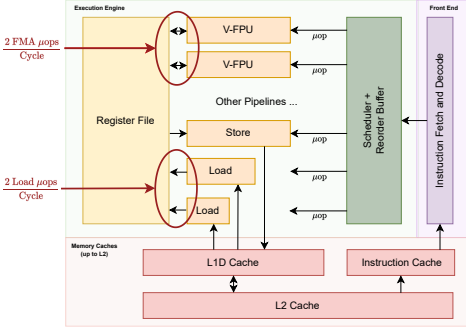 Execution Engine
Front End
2 FMA μops
Cycle
V-FPU
μop
V-FPU
μop
Other Pipelines ...
Register File
Scheduler +
Reorder Buffer
Instruction Fetch and Decode
Store
μop
2 Load μops
Cycle
Load
μop
Load
μop
Memory Caches
(up to L2)
L1D Cache
Instruction Cache
L2 Cache